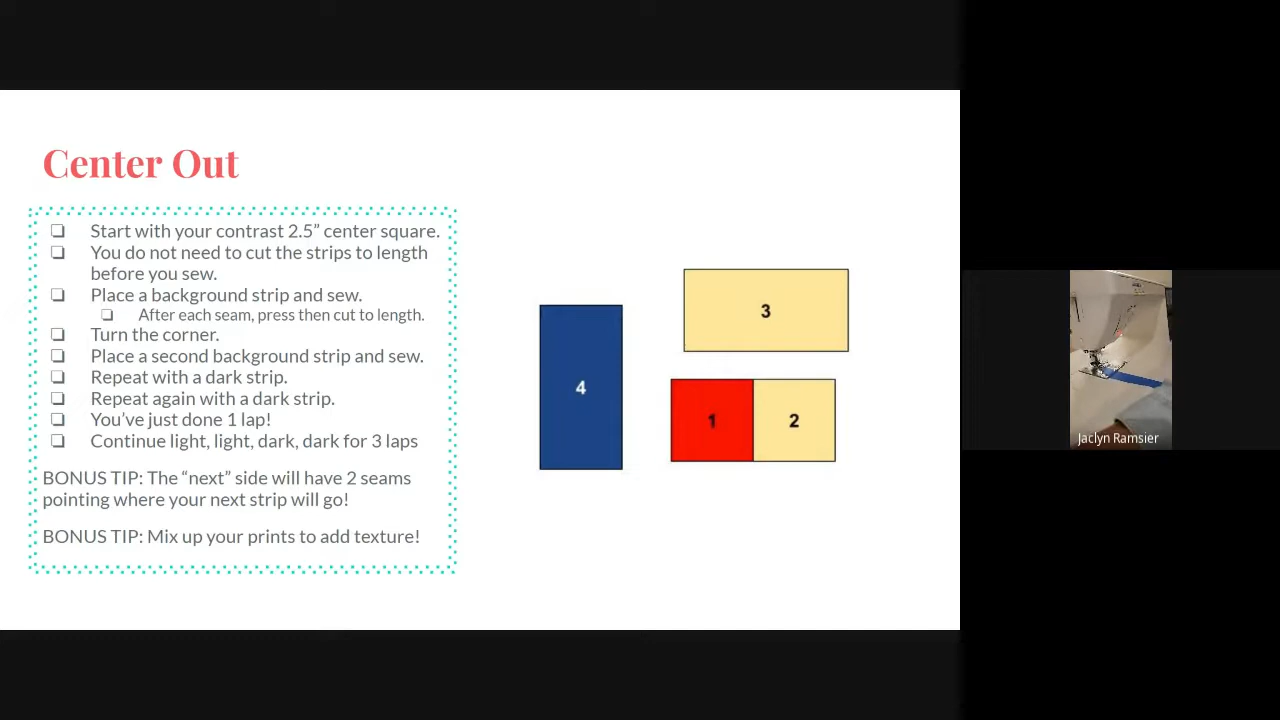 Center Out
❏ Start with your contrast 2.5” center square.
❏ You do not need to cut the strips to length
before you sew.
❏ Place a background strip and sew.
❏ After each seam, press then cut to length.
❏ Turn the corner.
❏ Place a second background strip and sew.
❏ Repeat with a dark strip.
❏ Repeat again with a dark strip.
❏ You’ve just done 1 lap!
❏ Continue light, light, dark, dark for 3 laps
BONUS TIP: The “next” side will have 2 seams
pointing where your next strip will go!
BONUS TIP: Mix up your prints to add texture!
3
4
1 2
Jaclyn Ramsier